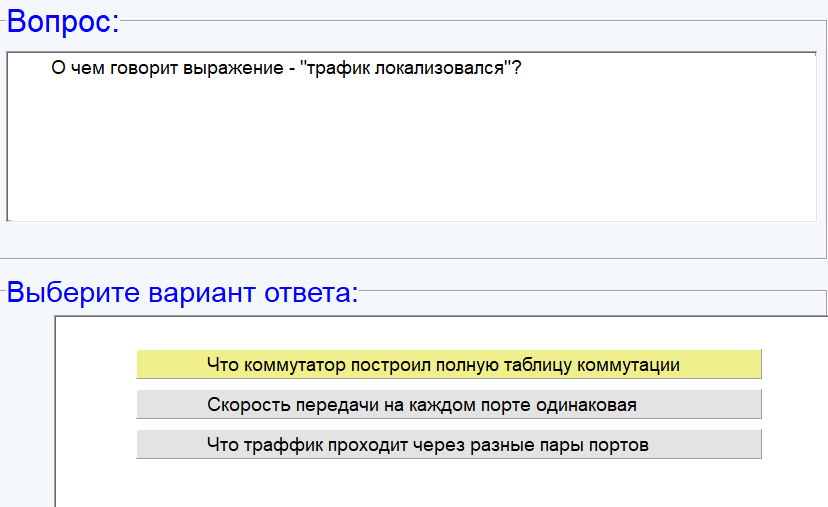 Вопрос:
О чем говорит выражение - "трафик локализовался"?
Выберите вариант ответа:
Что коммутатор построил полную таблицу коммутации
Скорость передачи на каждом порте одинаковая
Что траффик проходит через разные пары портов